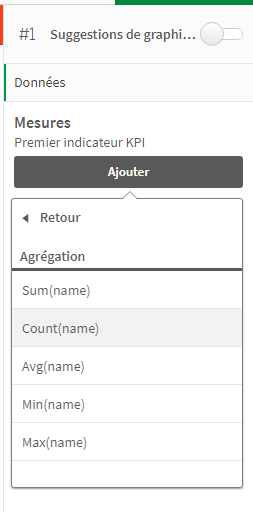 #1 Suggestions de graphi...
Données
Mesures
Premier indicateur KPI
Ajouter
Retour
Agrégation
Sum(name)
Count(name)
Avg(name)
Min(name)
Max(name)